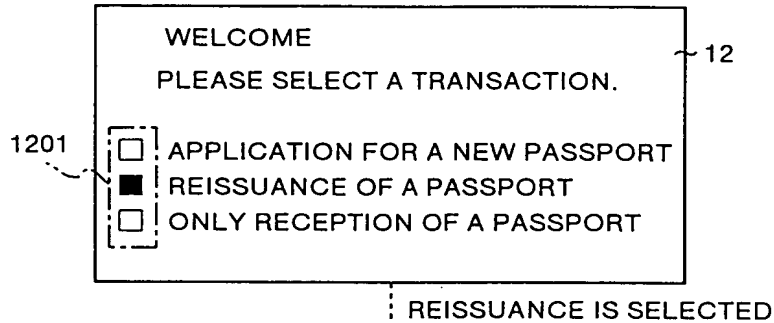 WELCOME
12
PLEASE SELECT A TRANSACTION.
1201
APPLICATION FOR A NEW PASSPORT
REISSUANCE OF A PASSPORT
ONLY RECEPTION OF A PASSPORT
REISSUANCE IS SELECTED